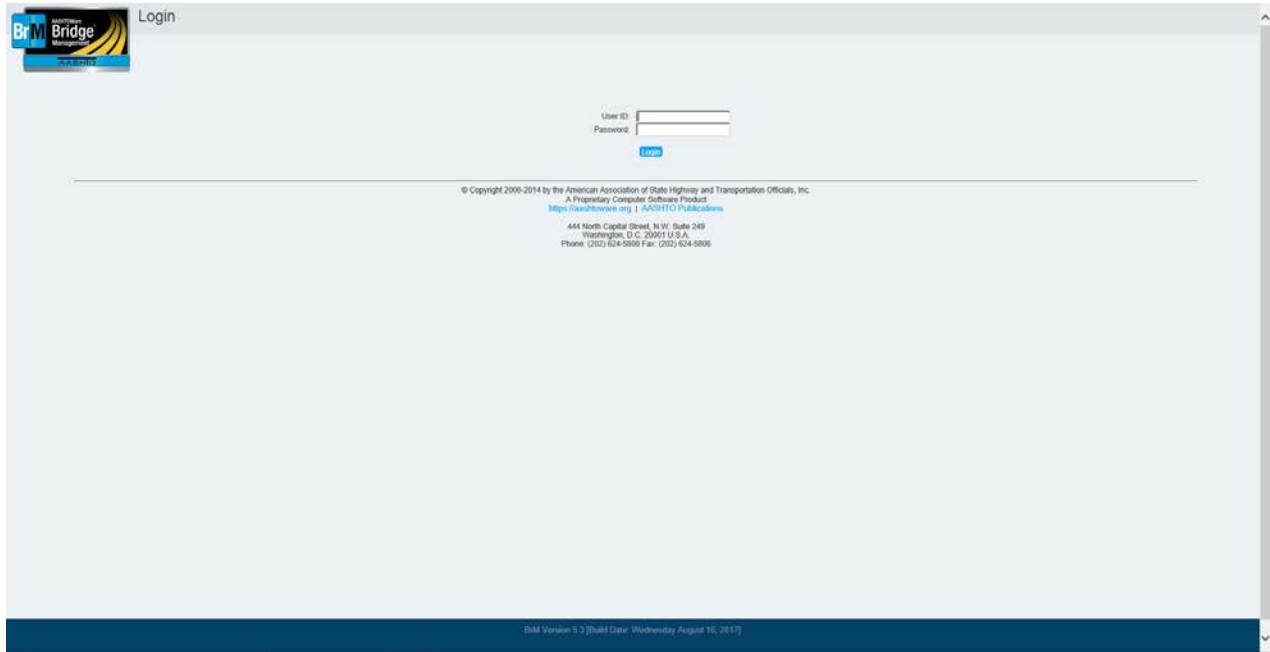 BrM
AASHTOWare
Bridge
Management
AASHTO
Login
User ID:
Password:
Login
© Copyright 2006-2014 by the American Association of State Highway and Transportation Officials, Inc.
A Proprietary Computer Software Product
https://aashtoware.org | AASHTO Publications
444 North Capital Street, N.W. Suite 249
Washington, D.C. 20001 U.S.A.
Phone: (202) 624-5800 Fax: (202) 624-5806
BrM Version 5.3 [Build Date: Wednesday August 16, 2017]